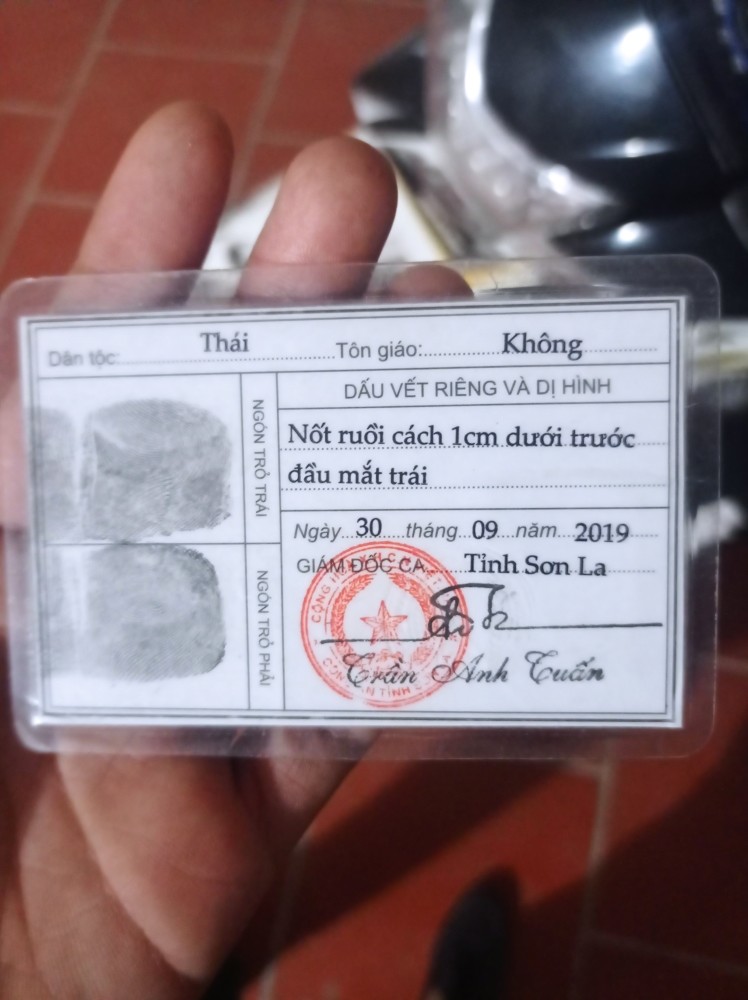 Dân tộc: Thái Tôn giáo: Không
DẤU VẾT RIÊNG VÀ DỊ HÌNH
NGÓN TRỎ TRÁI
Nốt ruồi cách 1cm dưới trước
đầu mắt trái
NGÓN TRỎ PHẢI
Ngày 30 tháng 09 năm 2019
GIÁM ĐỐC CA Tỉnh Sơn La
Trần Anh Tuấn